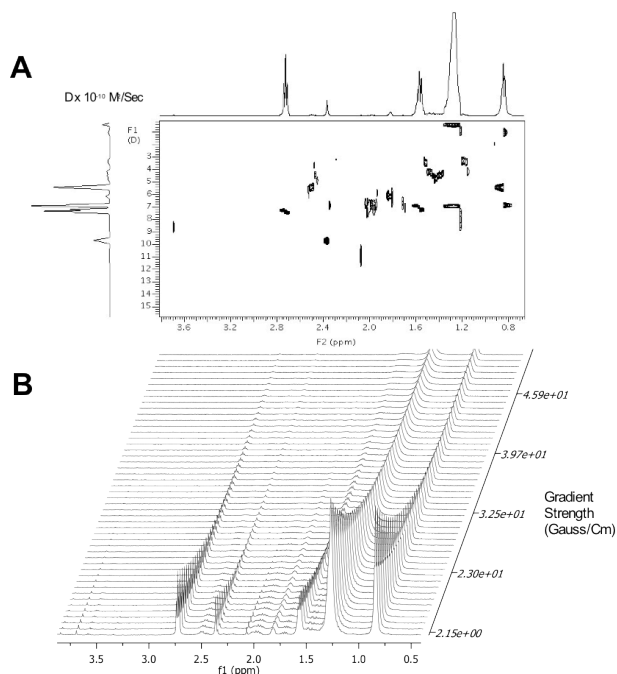 A
Dx 10⁻¹⁰ M²/Sec
F1
(D)
3
4
5
6
7
8
9
10
11
12
13
14
15
3.6 3.2 2.8 2.4 2.0 1.6 1.2 0.8
F2 (ppm)
B
4.59e+01
3.97e+01
3.25e+01
2.30e+01
2.15e+00
Gradient
Strength
(Gauss/Cm)
3.5 3.0 2.5 2.0 1.5 1.0 0.5
f1 (ppm)